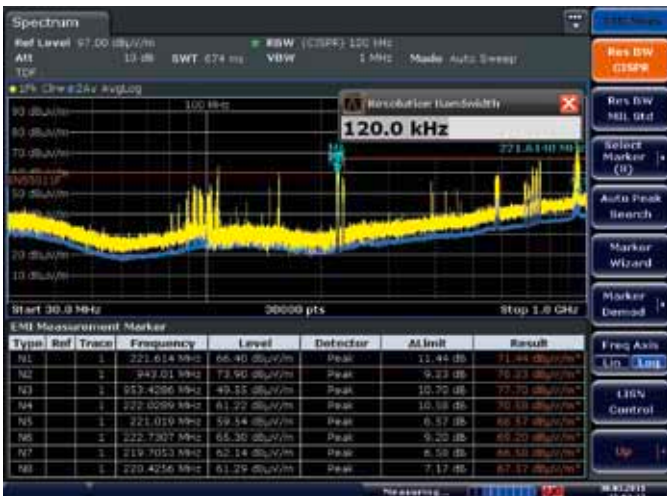 Spectrum
Ref Level 97.00 dBµV/m RBW (CISPR) 120 kHz
Att 10 dB SWT 674 ms VBW 1 MHz Mode Auto Sweep
TDF
1Pk Clrw 2Av AvgLog
90 dBµV/m 100 MHz
Resolution Bandwidth
120.0 kHz
80 dBµV/m
70 dBµV/m
50 dBµV/m
20 dBµV/m
10 dBµV/m
Start 30.0 MHz 30000 pts Stop 1.0 GHz
EMI Measurement Marker
Type Ref Trace Frequency Level Detector ΔLimit Result
N1 1 221.614 MHz 66.40 dBµV/m Peak 11.44 dB
N2 1 943.01 MHz 73.90 dBµV/m Peak 9.23 dB
N3 1 953.4286 MHz 49.55 dBµV/m Peak 10.70 dB
N4 1 222.0299 MHz 61.22 dBµV/m Peak 10.58 dB
N5 1 221.019 MHz 59.54 dBµV/m Peak 6.57 dB
N6 1 222.7307 MHz 65.30 dBµV/m Peak 9.20 dB
N7 1 219.7053 MHz 62.14 dBµV/m Peak 6.58 dB
N8 1 220.4256 MHz 61.29 dBµV/m Peak 7.17 dB
Measuring...
Res BW
CISPR
Res BW
MIL Std
Select
Marker
Auto Peak
Search
Marker
Wizard
Marker
Demod
Freq Axis
Lin Log
LISN
Control
Up